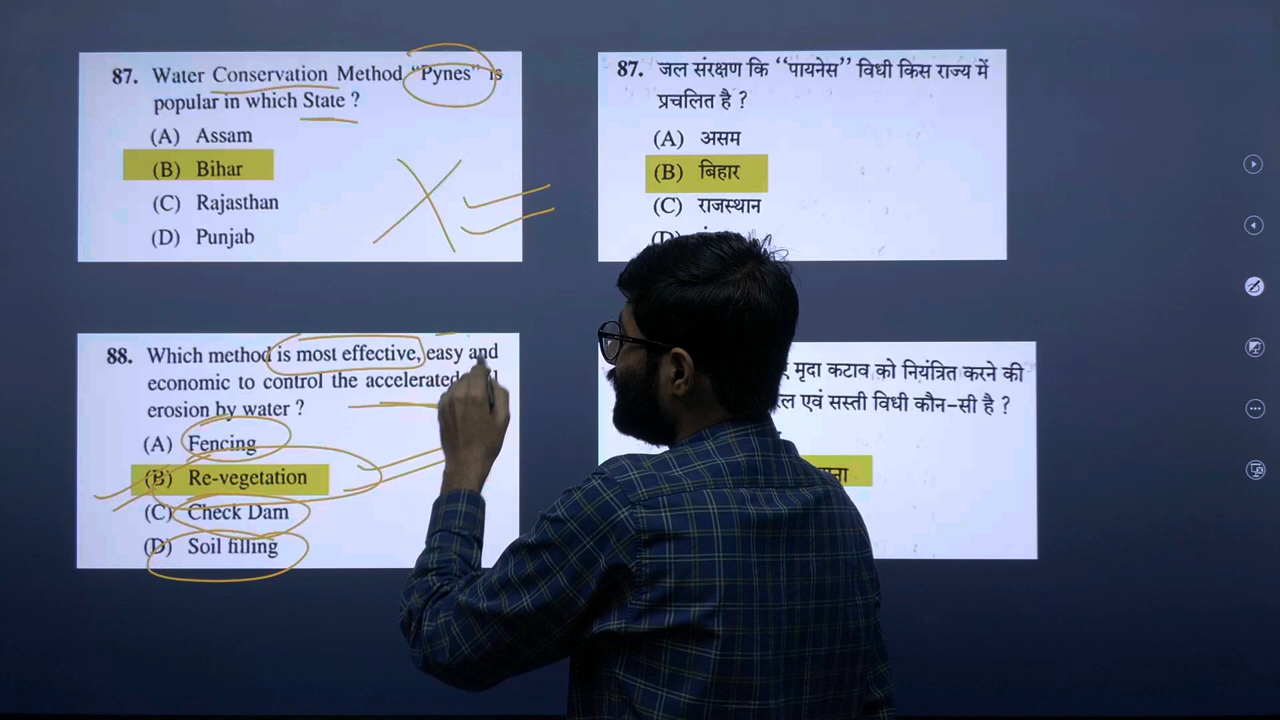 87. Water Conservation Method “Pynes” is
popular in which State ?
(A) Assam
(B) Bihar
(C) Rajasthan
(D) Punjab
87. जल संरक्षण कि “पायनेस” विधी किस राज्य में
प्रचलित है ?
(A) असम
(B) बिहार
(C) राजस्थान
88. Which method is most effective, easy and
economic to control the accelerated
erosion by water ?
(A) Fencing
(B) Re-vegetation
(C) Check Dam
(D) Soil filling
मृदा कटाव को नियंत्रित करने की
एवं सस्ती विधी कौन-सी है ?